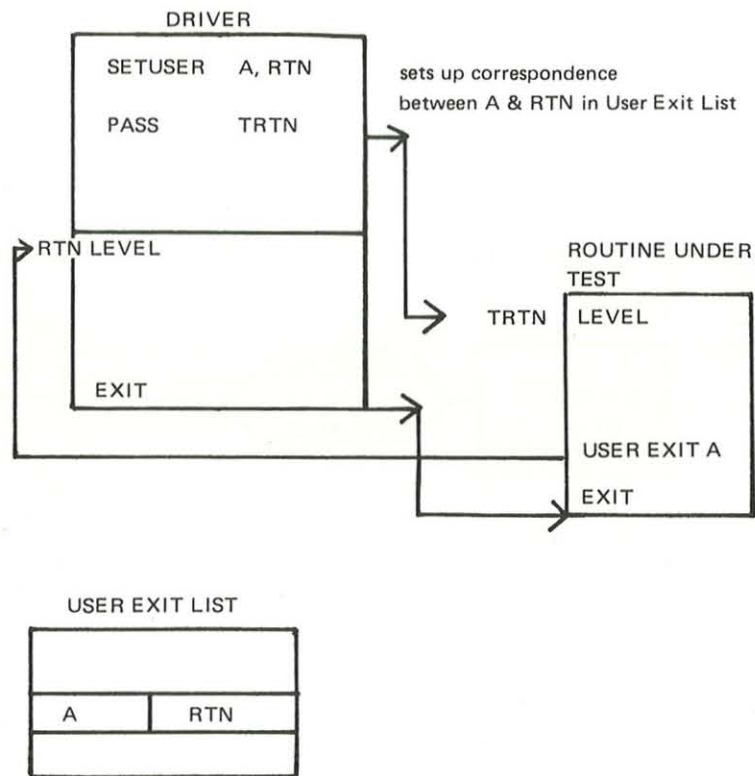 DRIVER
SETUSER A, RTN
PASS TRTN
sets up correspondence
between A & RTN in User Exit List
RTN LEVEL
EXIT
ROUTINE UNDER
TEST
TRTN LEVEL
USER EXIT A
EXIT
USER EXIT LIST
A RTN